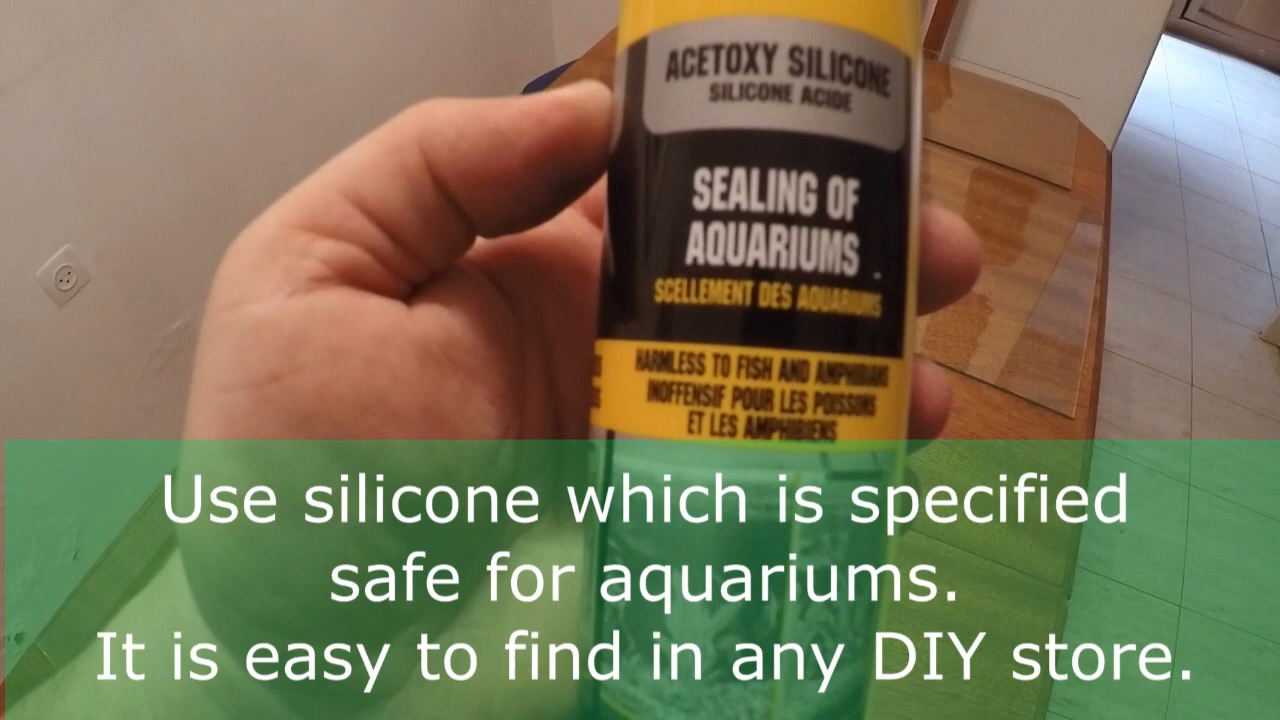 ACETOXY SILICONE
SILICONE ACIDE
SEALING OF
AQUARIUMS
SCELLEMENT DES AQUARIUMS
HARMLESS TO FISH AND AMPHIBIANS
INOFFENSIF POUR LES POISSONS
ET LES AMPHIBIENS
Use silicone which is specified
safe for aquariums.
It is easy to find in any DIY store.